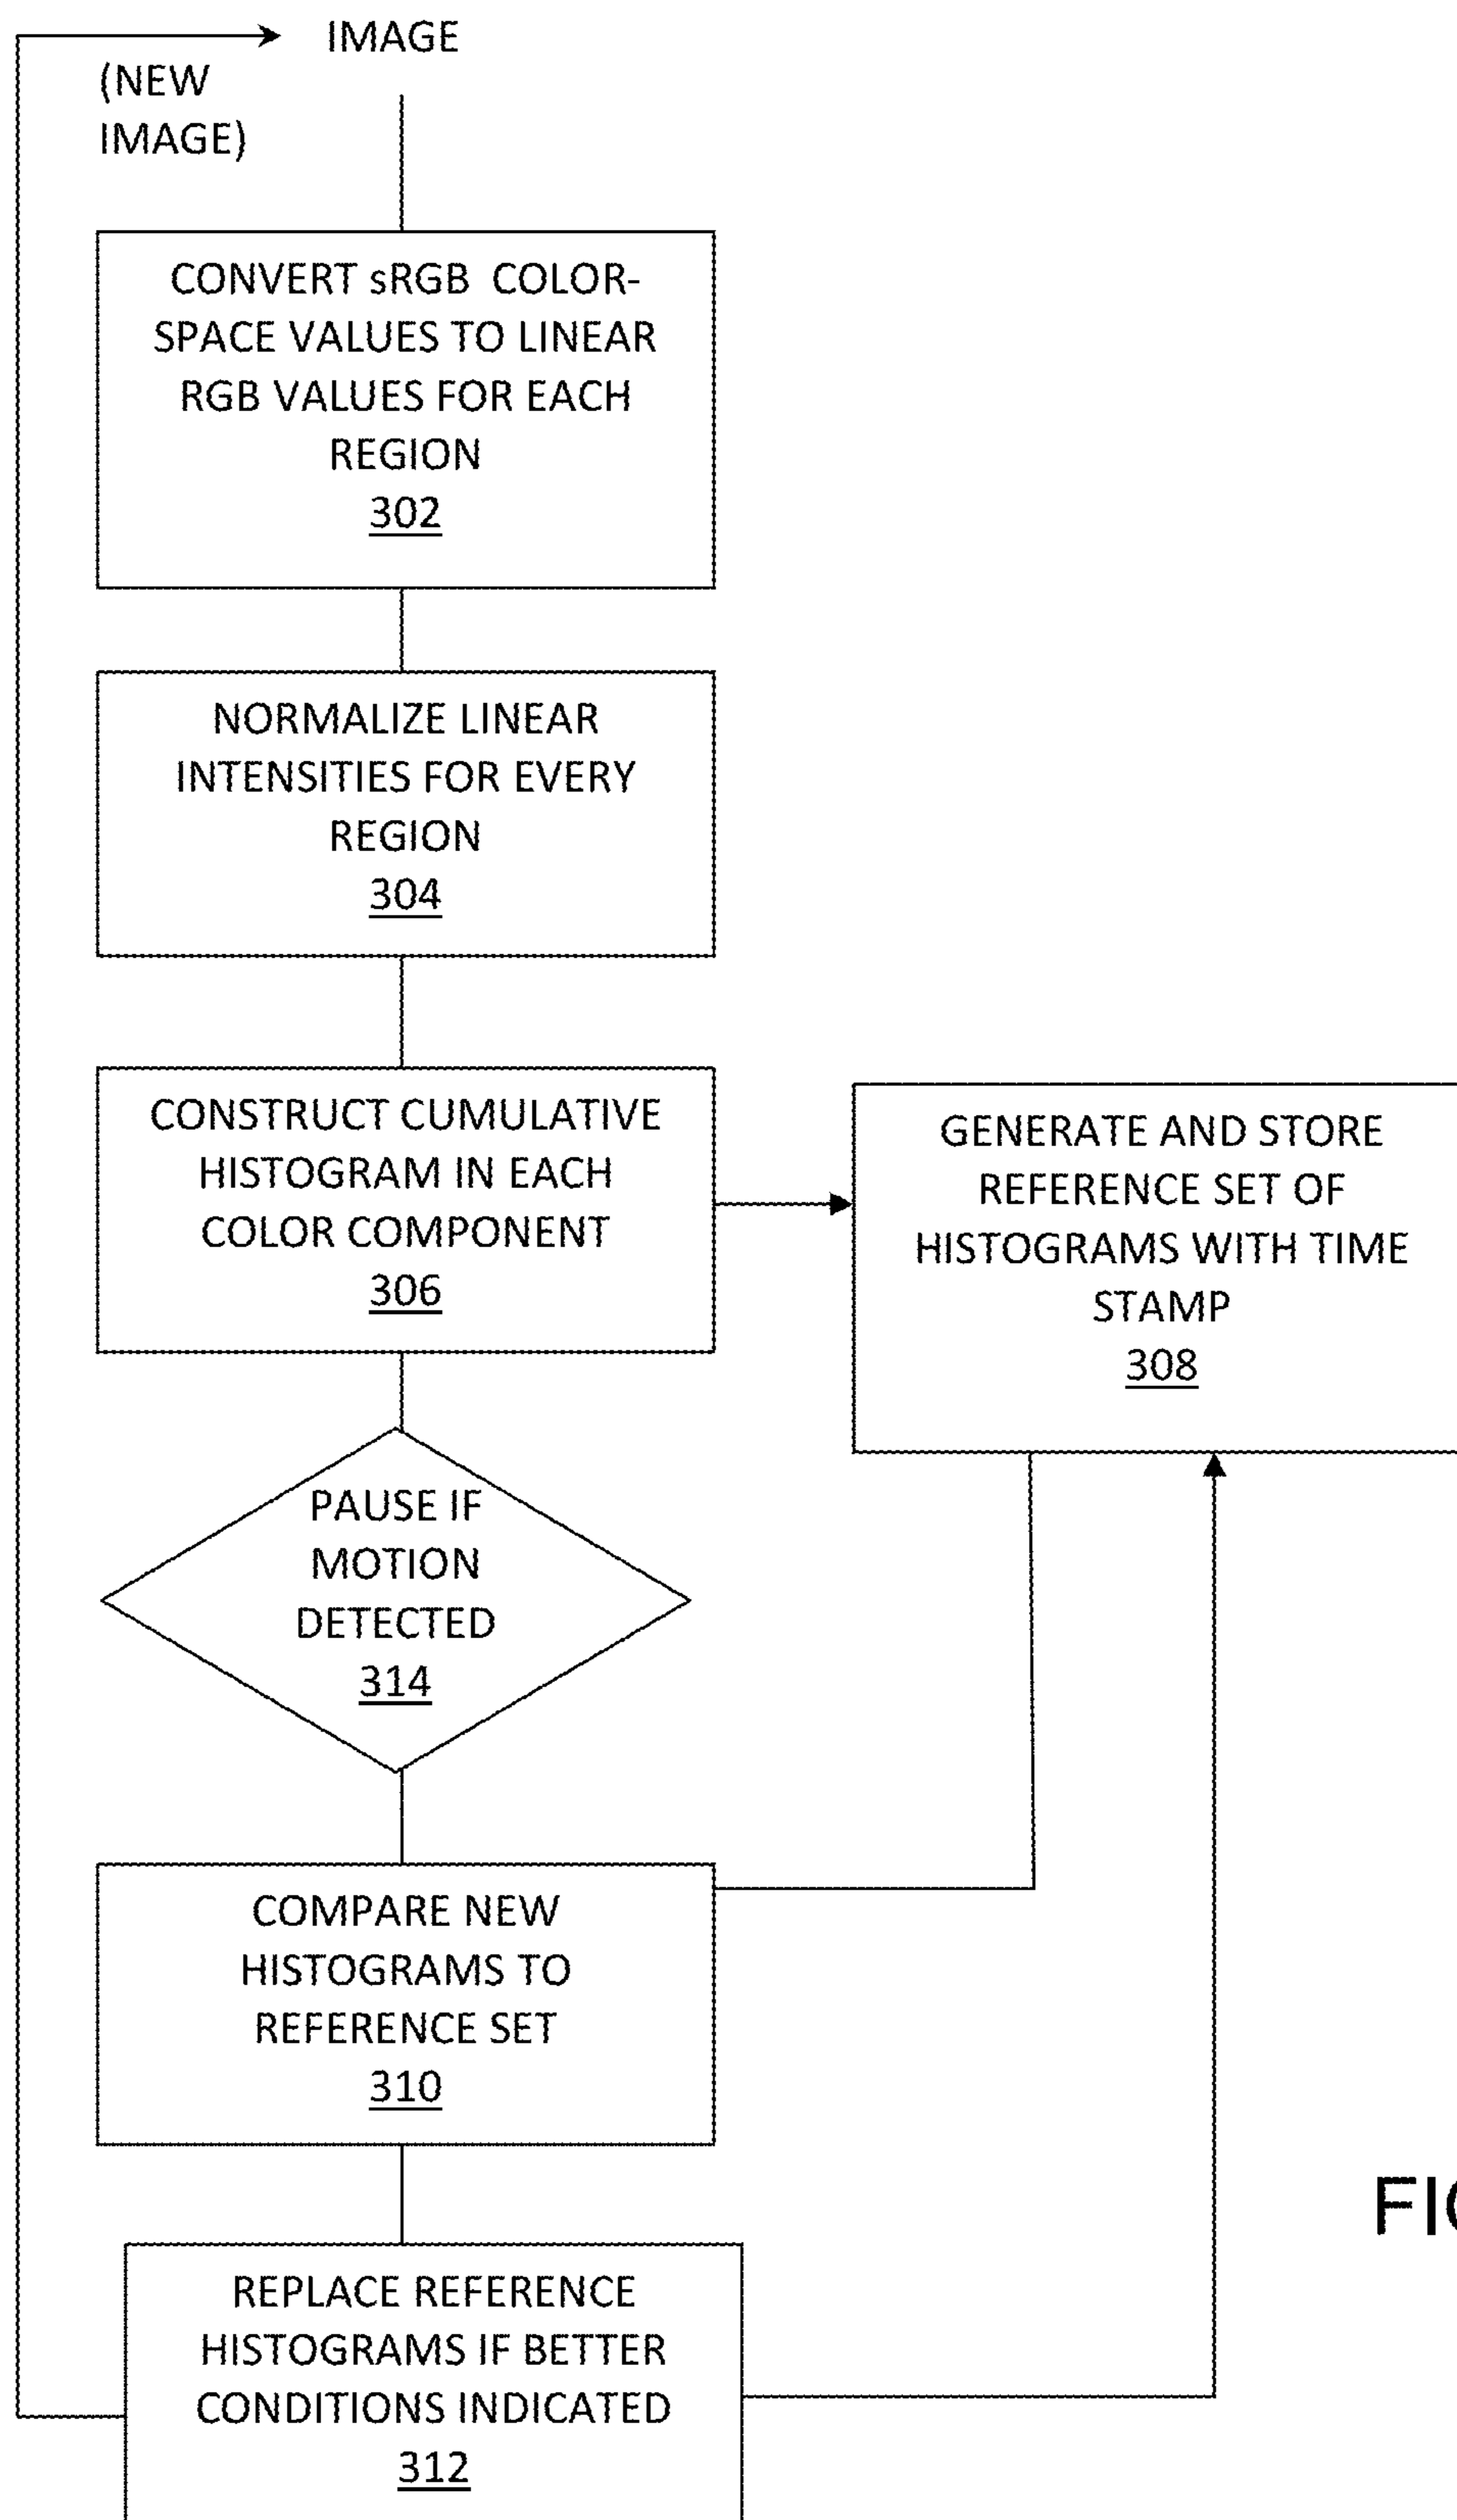 IMAGE
(NEW
IMAGE)
CONVERT sRGB COLOR-
SPACE VALUES TO LINEAR
RGB VALUES FOR EACH
REGION
302
NORMALIZE LINEAR
INTENSITIES FOR EVERY
REGION
304
CONSTRUCT CUMULATIVE
HISTOGRAM IN EACH
COLOR COMPONENT
306
GENERATE AND STORE
REFERENCE SET OF
HISTOGRAMS WITH TIME
STAMP
308
PAUSE IF
MOTION
DETECTED
314
COMPARE NEW
HISTOGRAMS TO
REFERENCE SET
310
REPLACE REFERENCE
HISTOGRAMS IF BETTER
CONDITIONS INDICATED
312